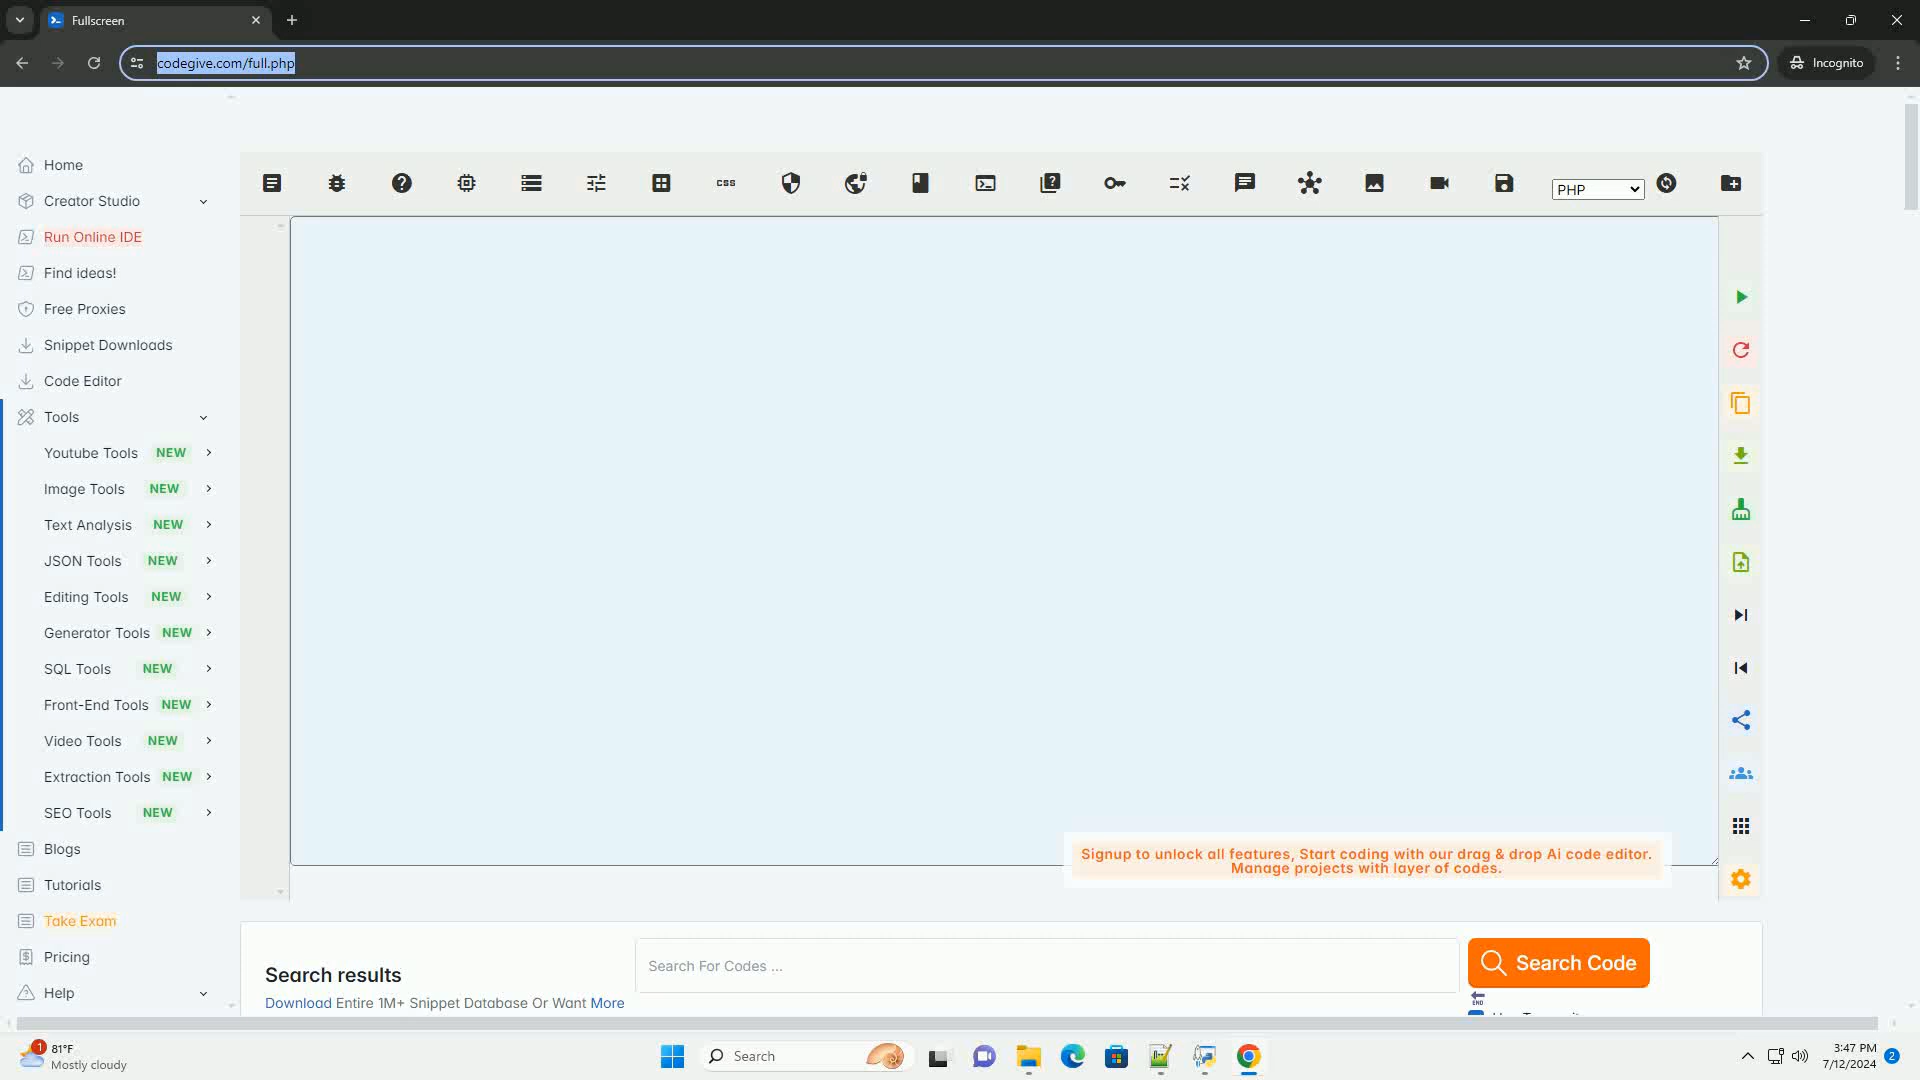 Fullscreen
codegive.com/full.php
Incognito
Home
Creator Studio
Run Online IDE
Find ideas!
Free Proxies
Snippet Downloads
Code Editor
Tools
Youtube Tools NEW
Image Tools NEW
Text Analysis NEW
JSON Tools NEW
Editing Tools NEW
Generator Tools NEW
SQL Tools NEW
Front-End Tools NEW
Video Tools NEW
Extraction Tools NEW
SEO Tools NEW
Blogs
Tutorials
Take Exam
Pricing
Help
css
PHP
Signup to unlock all features, Start coding with our drag & drop Ai code editor.
Manage projects with layer of codes.
Search results
Download Entire 1M+ Snippet Database Or Want More
Search For Codes ...
Search Code
END
1
81°F
Mostly cloudy
Search
3:47 PM
7/12/2024
2